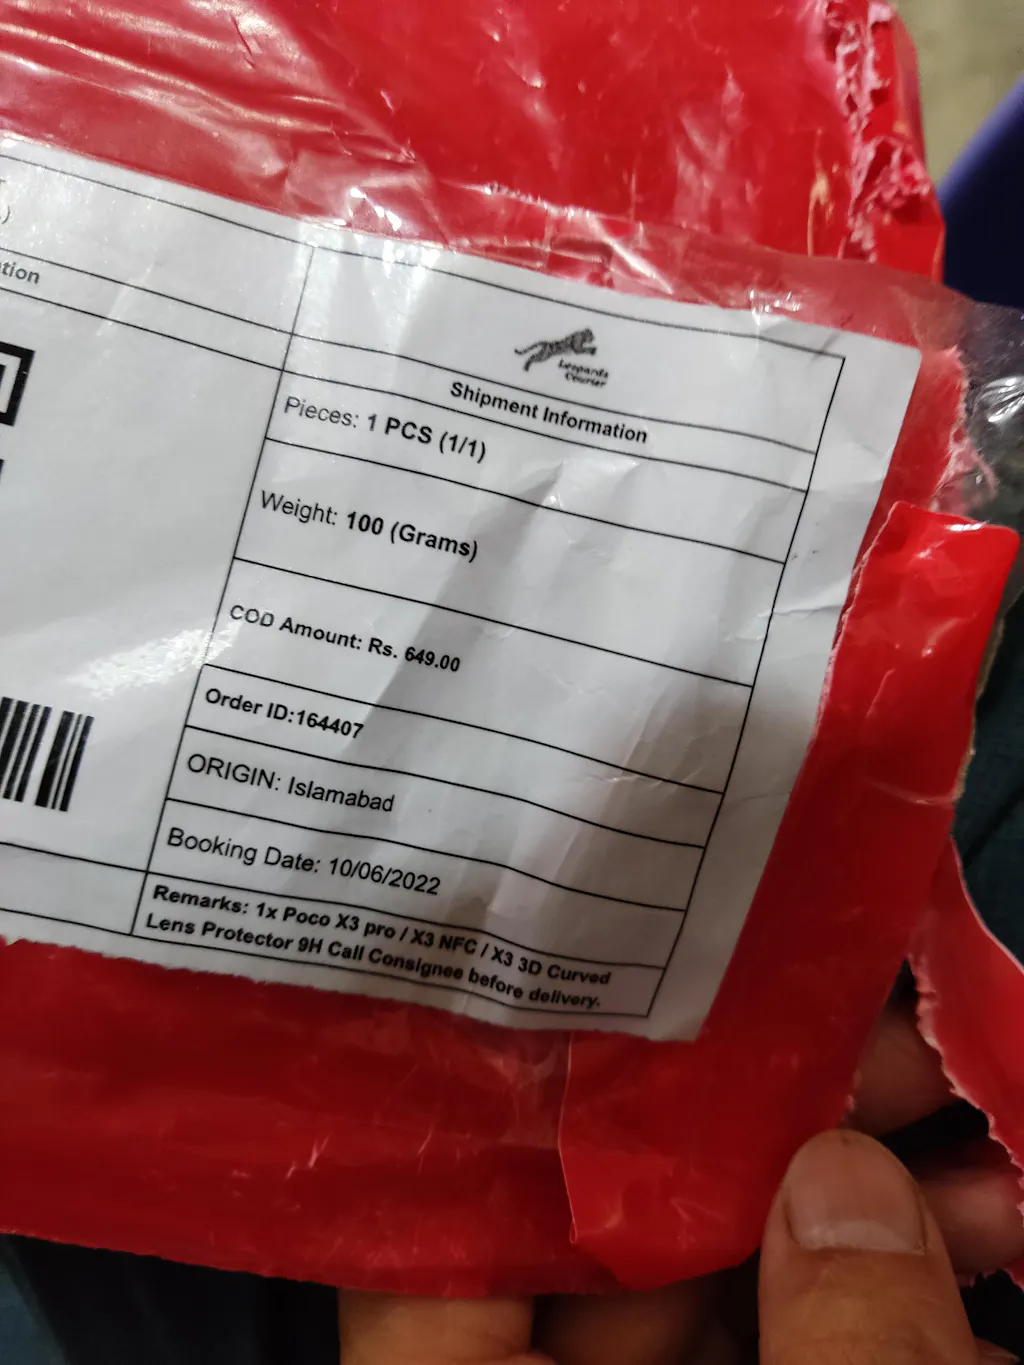 tion
Leopards
Courier
Shipment Information
Pieces: 1 PCS (1/1)
Weight: 100 (Grams)
COD Amount: Rs. 649.00
Order ID:164407
ORIGIN: Islamabad
Booking Date: 10/06/2022
Remarks: 1x Poco X3 pro / X3 NFC / X3 3D Curved
Lens Protector 9H Call Consignee before delivery.